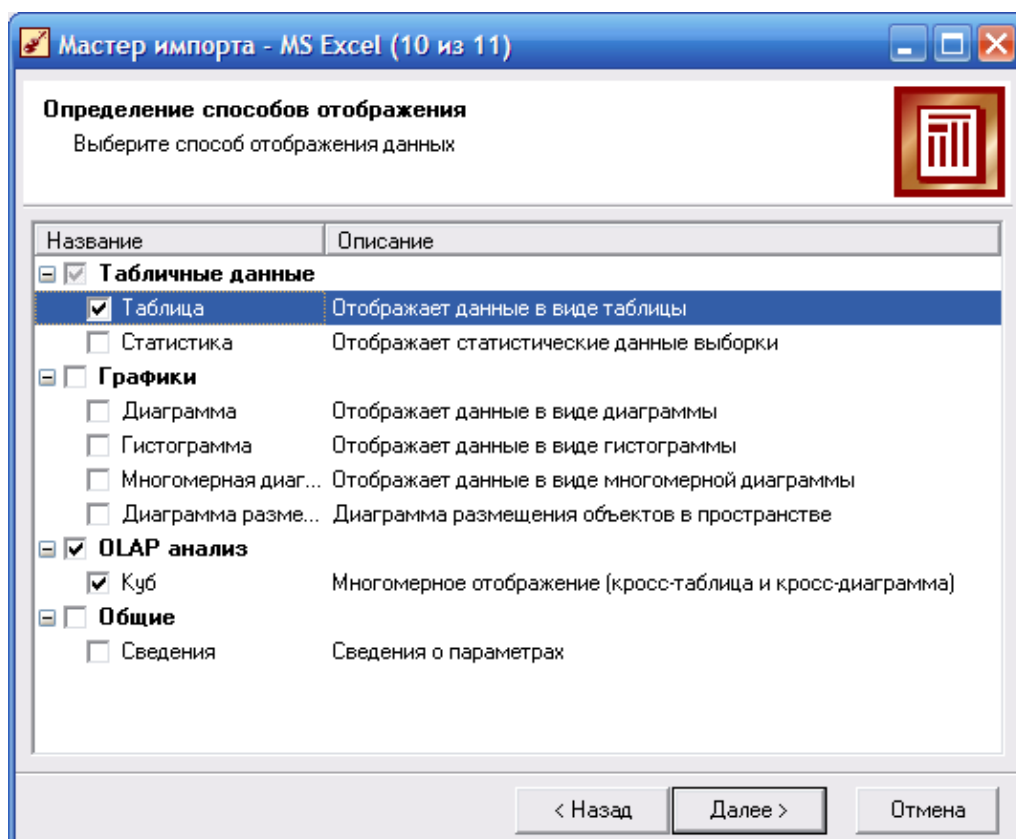 Мастер импорта - MS Excel (10 из 11)
Определение способов отображения
Выберите способ отображения данных
Название Описание
Табличные данные
Таблица Отображает данные в виде таблицы
Статистика Отображает статистические данные выборки
Графики
Диаграмма Отображает данные в виде диаграммы
Гистограмма Отображает данные в виде гистограммы
Многомерная диаг... Отображает данные в виде многомерной диаграммы
Диаграмма разме... Диаграмма размещения объектов в пространстве
OLAP анализ
Куб Многомерное отображение (кросс-таблица и кросс-диаграмма)
Общие
Сведения Сведения о параметрах
< Назад Далее > Отмена